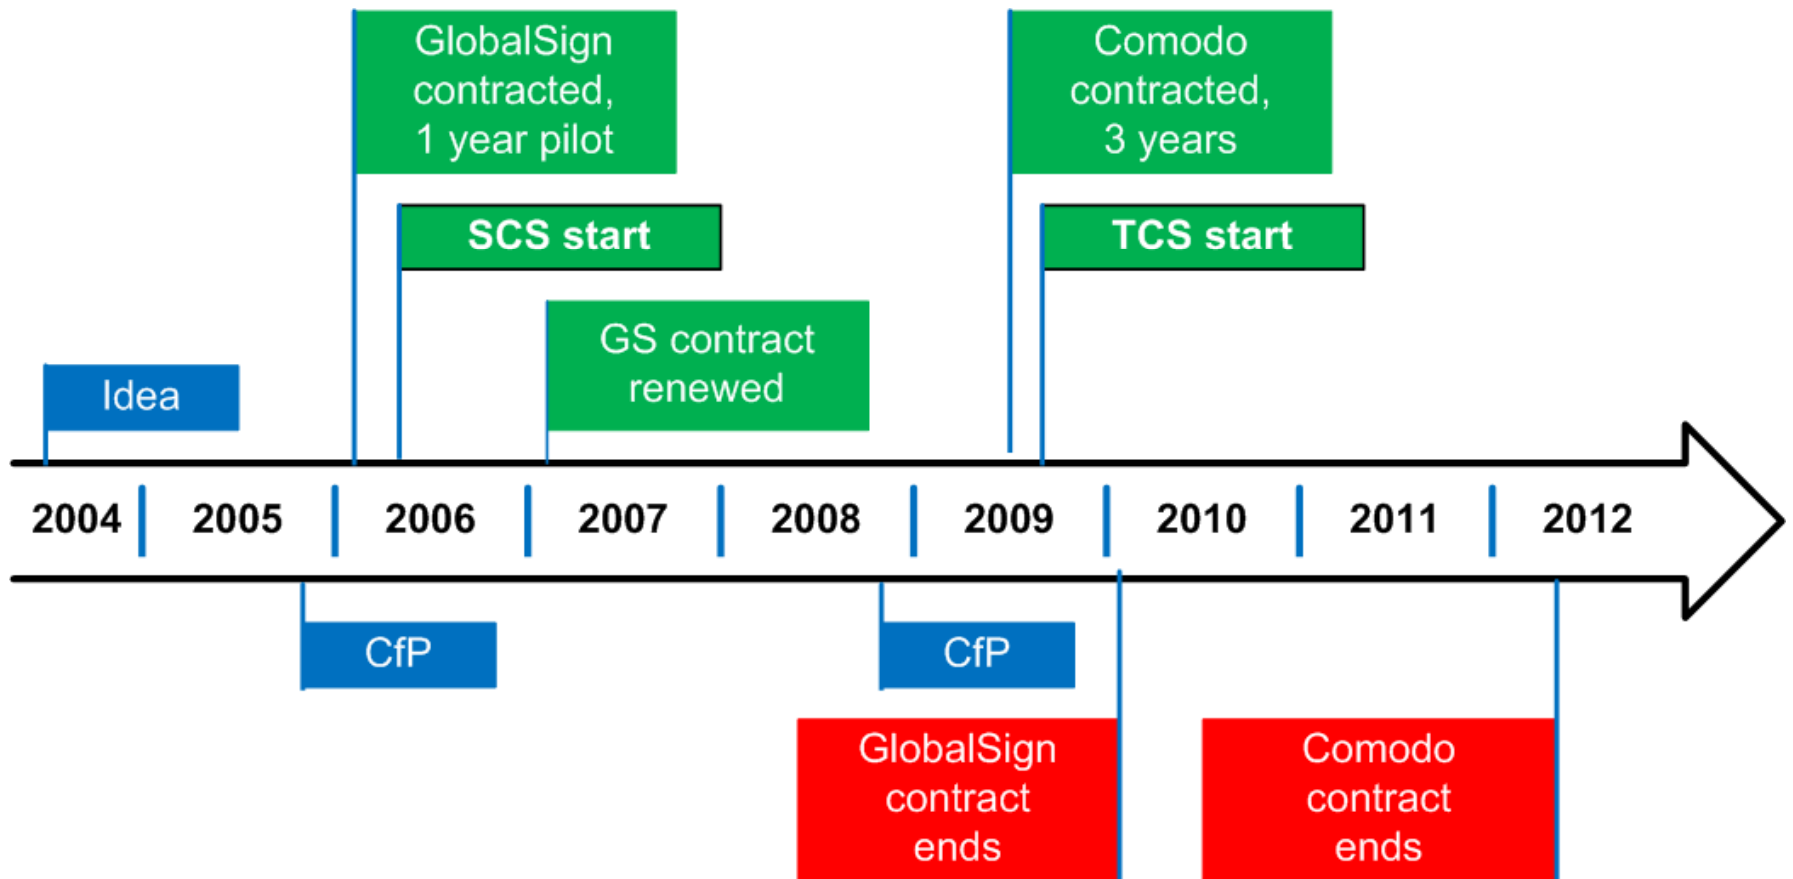 GlobalSign
contracted,
1 year pilot
Comodo
contracted,
3 years
SCS start
TCS start
GS contract
renewed
Idea
2004 2005 2006 2007 2008 2009 2010 2011 2012
CfP
CfP
GlobalSign
contract
ends
Comodo
contract
ends